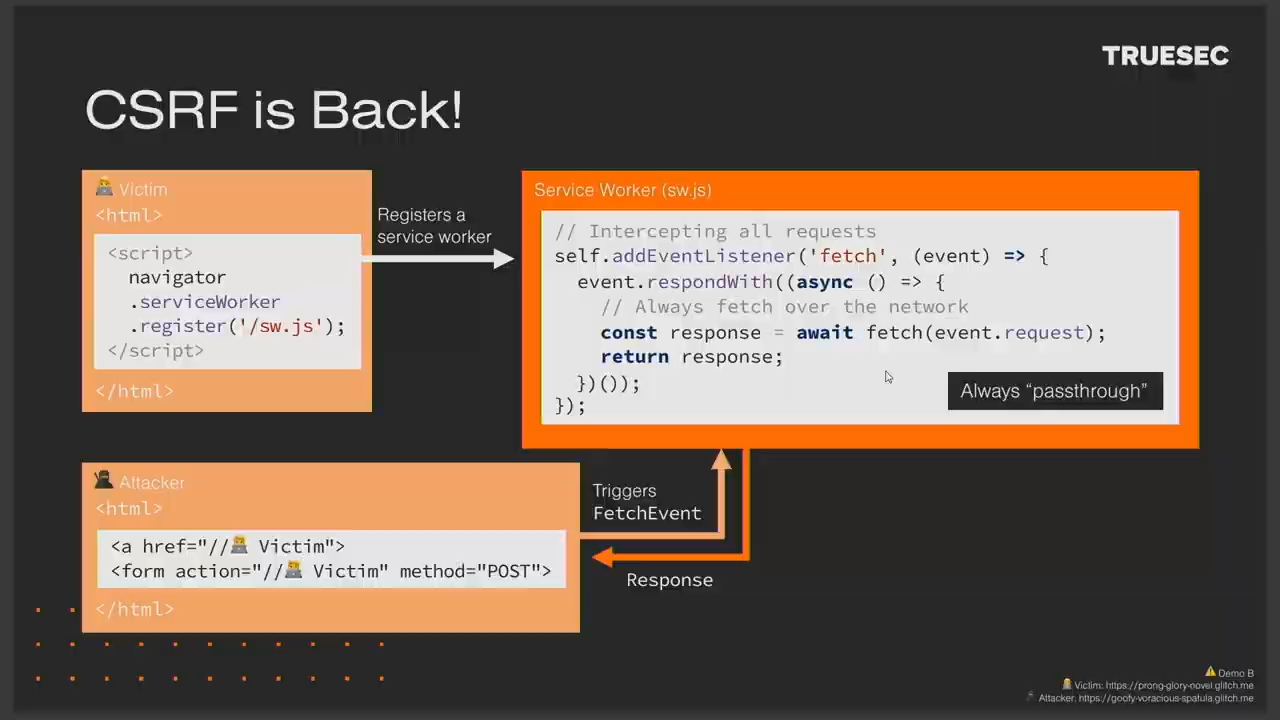 TRUESEC
CSRF is Back!
Victim
<html>
<script>
navigator
.serviceWorker
.register('/sw.js');
</script>
</html>
Registers a
service worker
Service Worker (sw.js)
// Intercepting all requests
self.addEventListener('fetch', (event) => {
event.respondWith((async () => {
// Always fetch over the network
const response = await fetch(event.request);
return response;
})());
});
Always “passthrough”
Attacker
<html>
<a href="//👨‍💻 Victim">
<form action="//👨‍💻 Victim" method="POST">
</html>
Triggers
FetchEvent
Response
Demo B
Victim: https://prong-glory-novel.glitch.me
Attacker: https://goofy-voracious-spatula.glitch.me